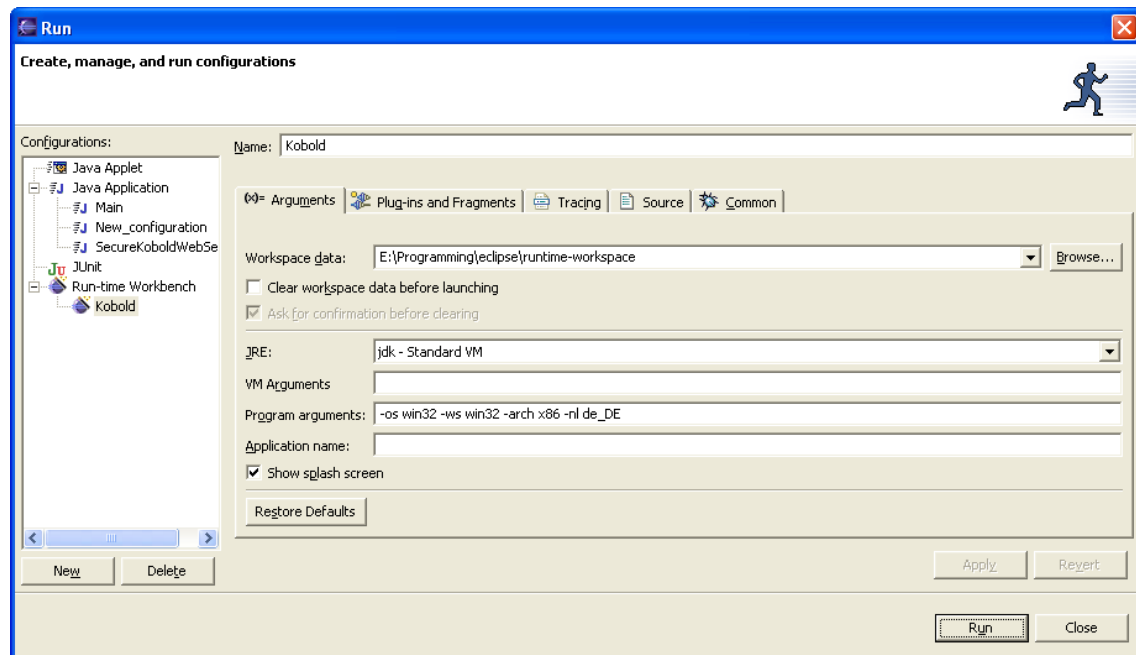 Run
Create, manage, and run configurations
Configurations:
Java Applet
Java Application
Main
New_configuration
SecureKoboldWebSe
JUnit
Run-time Workbench
Kobold
New
Delete
Name: Kobold
(x)= Arguments
Plug-ins and Fragments
Tracing
Source
Common
Workspace data: E:\Programming\eclipse\runtime-workspace Browse...
Clear workspace data before launching
Ask for confirmation before clearing
JRE: jdk - Standard VM
VM Arguments
Program arguments: -os win32 -ws win32 -arch x86 -nl de_DE
Application name:
Show splash screen
Restore Defaults
Apply
Revert
Run
Close